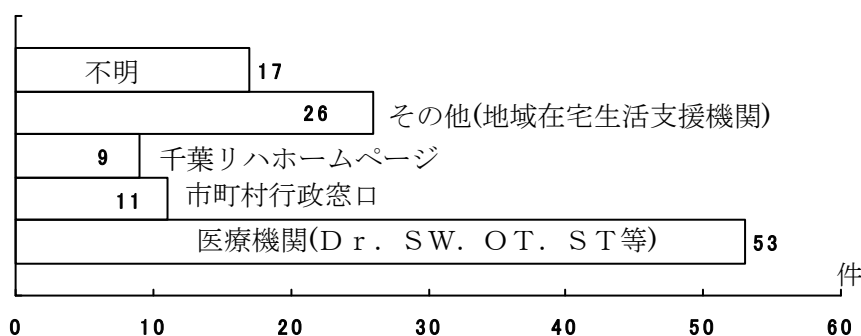 不明 17
26 その他(地域在宅生活支援機関)
9 千葉リハホームページ
11 市町村行政窓口
医療機関(Ｄｒ．ＳＷ．ＯＴ．ＳＴ等) 53
件
0 10 20 30 40 50 60